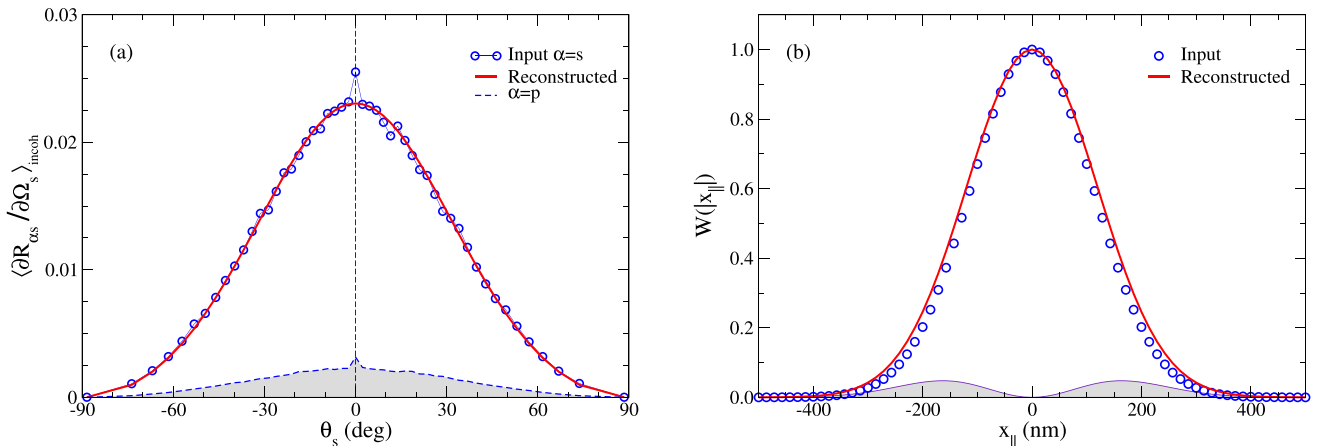 (a)
Input α=s
Reconstructed
α=p
⟨∂R_αs /∂Ω_s⟩_incoh
0.03
0.02
0.01
0
-90
-60
-30
0
30
60
90
θ_s (deg)
(b)
Input
Reconstructed
W(|x_|||)
1.0
0.8
0.6
0.4
0.2
0.0
-400
-200
0
200
400
x_|| (nm)